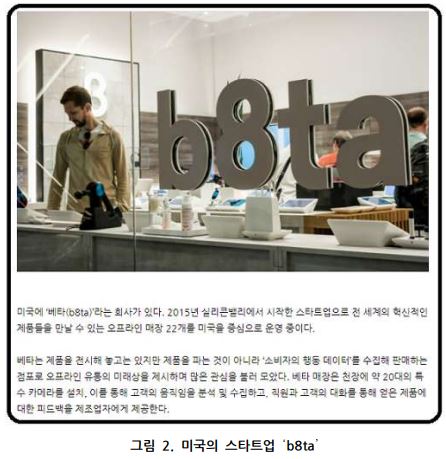 b8ta
미국에 '베타(b8ta)'라는 회사가 있다. 2015년 실리콘밸리에서 시작한 스타트업으로 전 세계의 혁신적인
제품들을 만날 수 있는 오프라인 매장 22개를 미국을 중심으로 운영 중이다.
베타는 제품을 전시해 놓고는 있지만 제품을 파는 것이 아니라 '소비자의 행동 데이터'를 수집해 판매하는
점포로 오프라인 유통의 미래상을 제시하며 많은 관심을 불러 모았다. 베타 매장은 천장에 약 20대의 특
수 카메라를 설치, 이를 통해 고객의 움직임을 분석 및 수집하고, 직원과 고객의 대화를 통해 얻은 제품에
대한 피드백을 제조업자에게 제공한다.
그림 2. 미국의 스타트업 'b8ta'